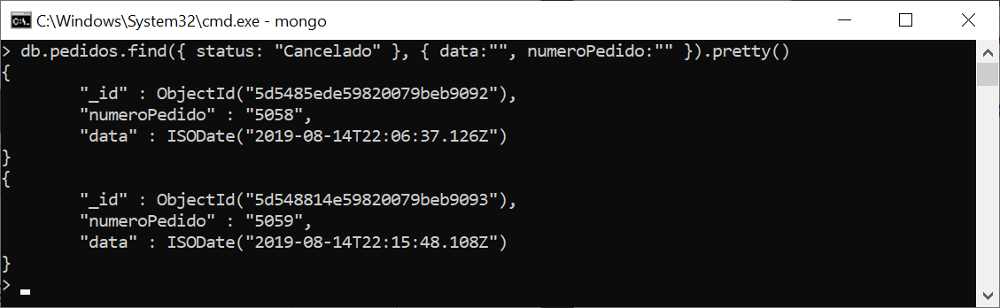 C:\Windows\System32\cmd.exe - mongo
> db.pedidos.find({ status: "Cancelado" }, { data:"", numeroPedido:"" }).pretty()
{
        "_id" : ObjectId("5d5485ede59820079beb9092"),
        "numeroPedido" : "5058",
        "data" : ISODate("2019-08-14T22:06:37.126Z")
}
{
        "_id" : ObjectId("5d548814e59820079beb9093"),
        "numeroPedido" : "5059",
        "data" : ISODate("2019-08-14T22:15:48.108Z")
}
>